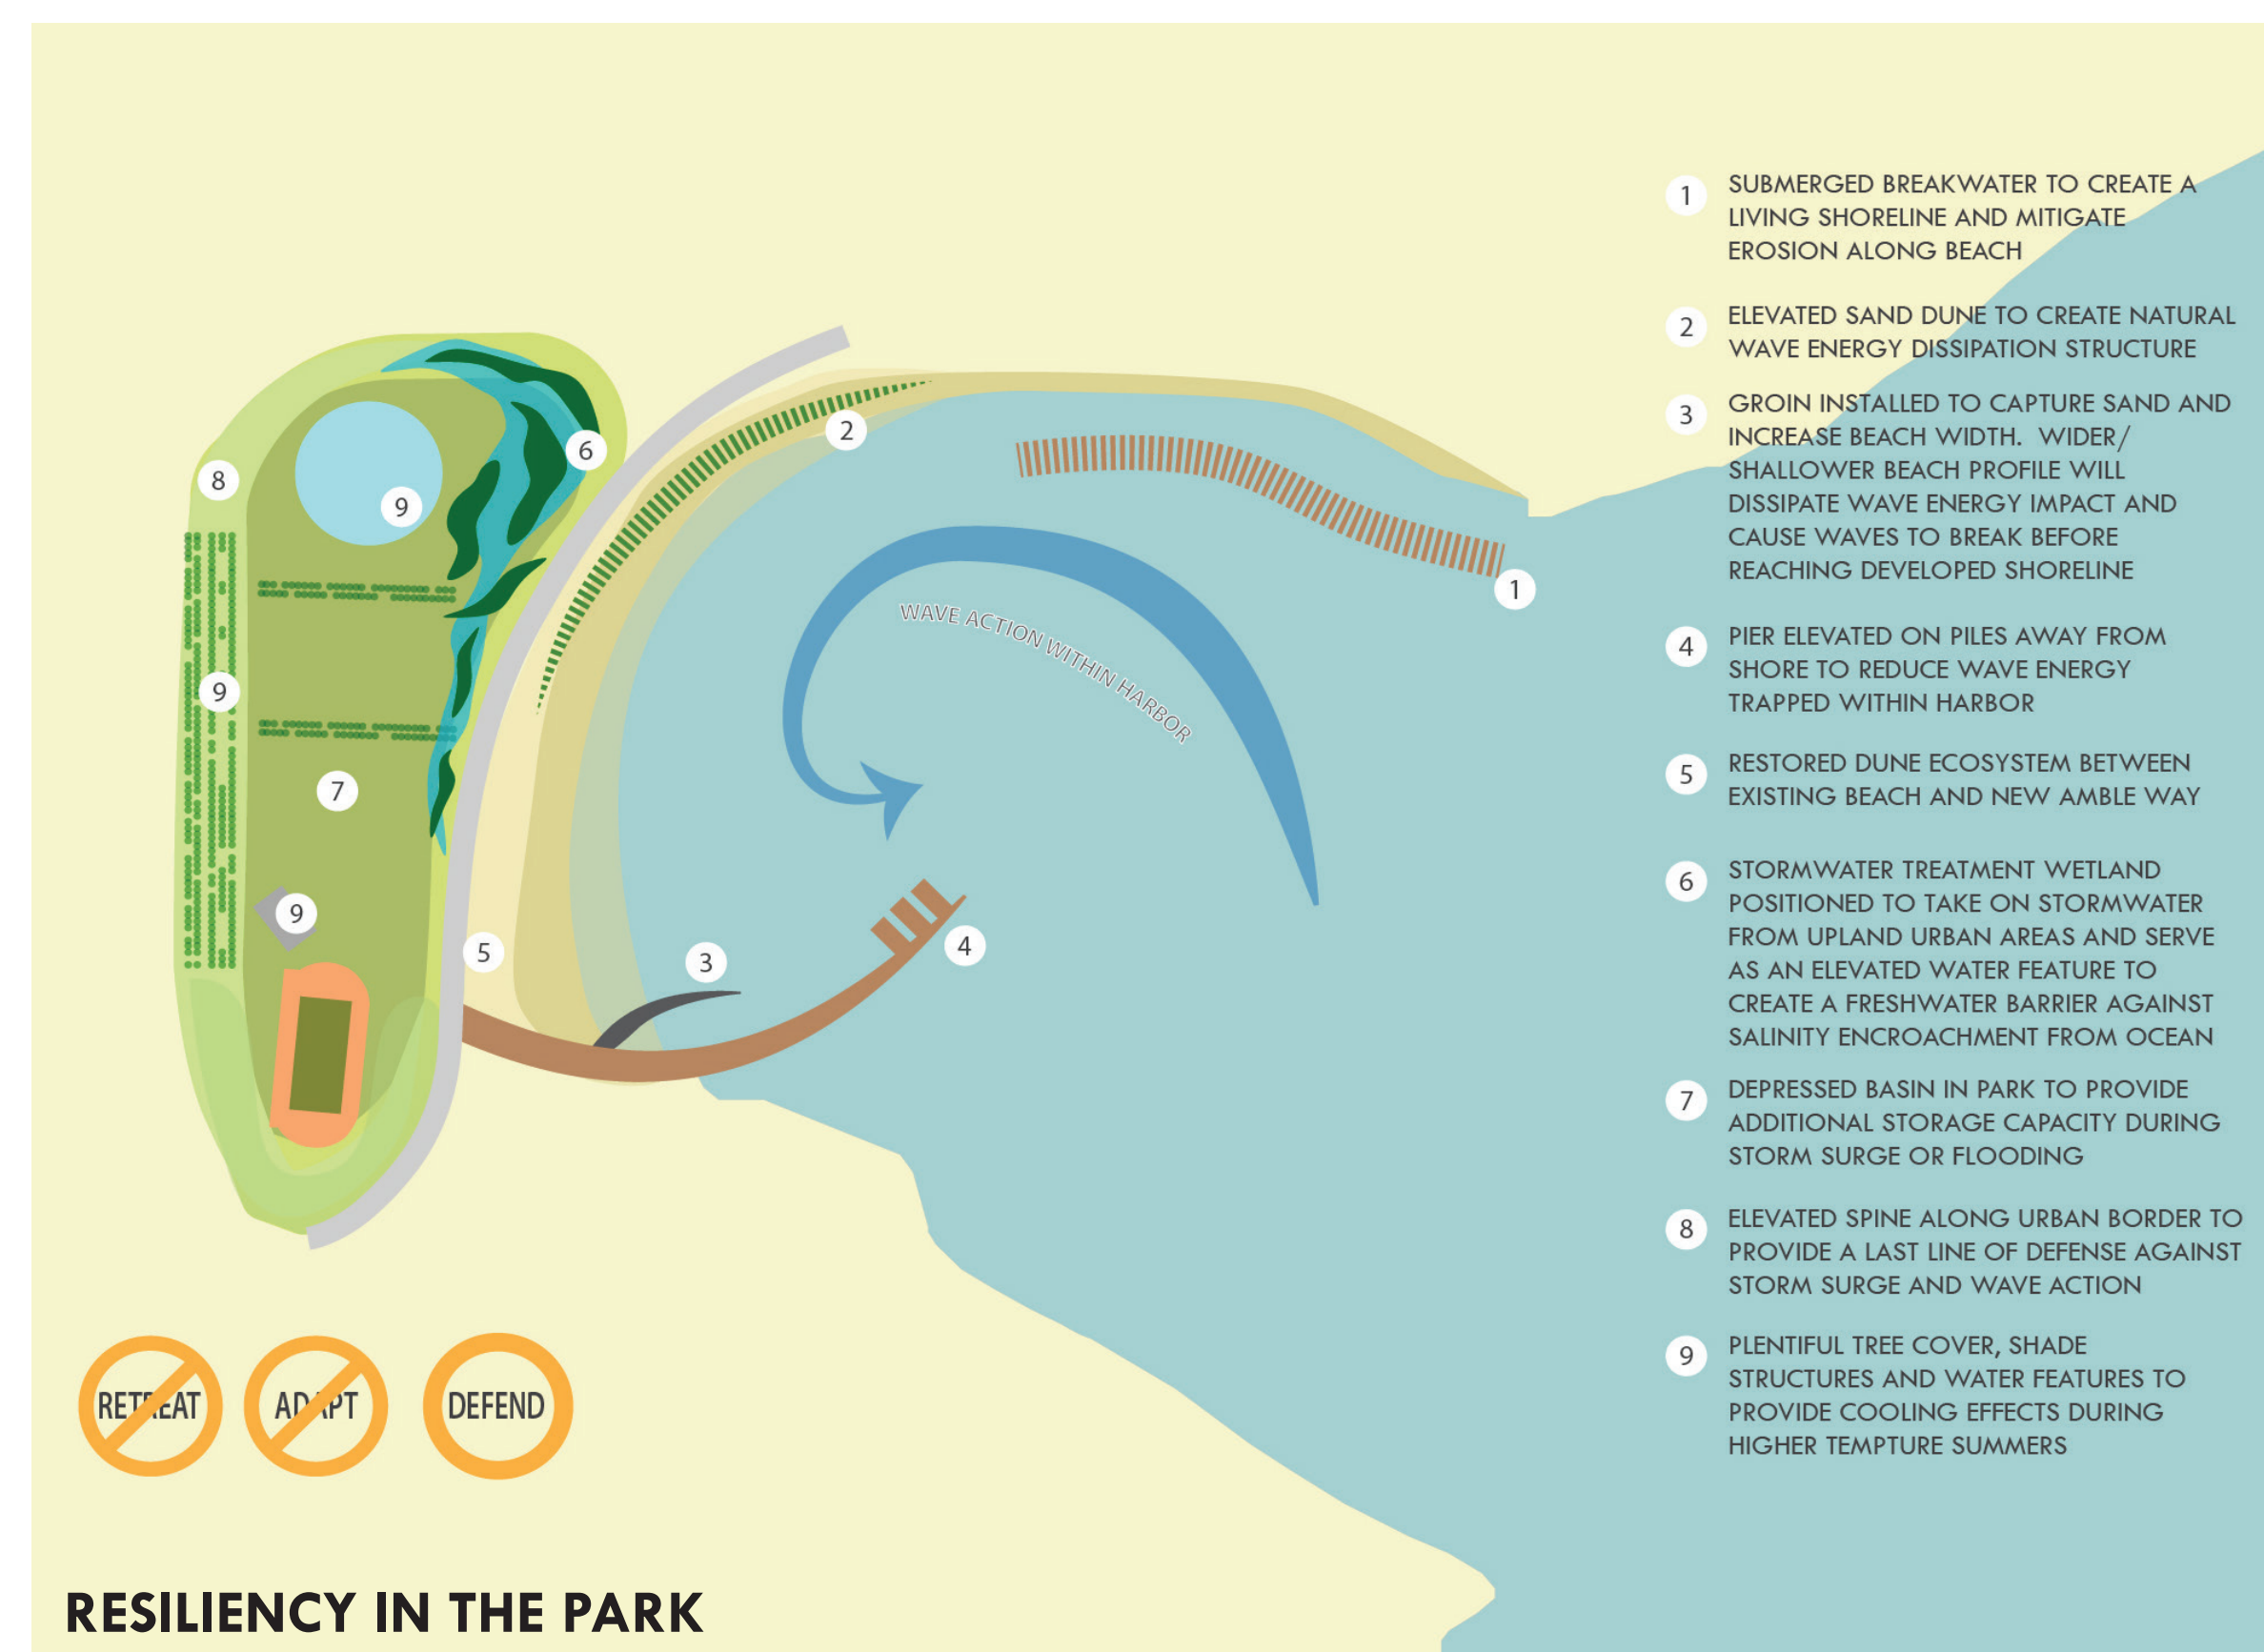 1
SUBMERGED BREAKWATER TO CREATE A
LIVING SHORELINE AND MITIGATE
EROSION ALONG BEACH
2
ELEVATED SAND DUNE TO CREATE NATURAL
WAVE ENERGY DISSIPATION STRUCTURE
3
GROIN INSTALLED TO CAPTURE SAND AND
INCREASE BEACH WIDTH. WIDER/
SHALLOWER BEACH PROFILE WILL
DISSIPATE WAVE ENERGY IMPACT AND
CAUSE WAVES TO BREAK BEFORE
REACHING DEVELOPED SHORELINE
4
PIER ELEVATED ON PILES AWAY FROM
SHORE TO REDUCE WAVE ENERGY
TRAPPED WITHIN HARBOR
5
RESTORED DUNE ECOSYSTEM BETWEEN
EXISTING BEACH AND NEW AMBLE WAY
6
STORMWATER TREATMENT WETLAND
POSITIONED TO TAKE ON STORMWATER
FROM UPLAND URBAN AREAS AND SERVE
AS AN ELEVATED WATER FEATURE TO
CREATE A FRESHWATER BARRIER AGAINST
SALINITY ENCROACHMENT FROM OCEAN
7
DEPRESSED BASIN IN PARK TO PROVIDE
ADDITIONAL STORAGE CAPACITY DURING
STORM SURGE OR FLOODING
8
ELEVATED SPINE ALONG URBAN BORDER TO
PROVIDE A LAST LINE OF DEFENSE AGAINST
STORM SURGE AND WAVE ACTION
9
PLENTIFUL TREE COVER, SHADE
STRUCTURES AND WATER FEATURES TO
PROVIDE COOLING EFFECTS DURING
HIGHER TEMPTURE SUMMERS
2
6
8
9
1
WAVE ACTION WITHIN HARBOR
9
7
9
5
3
4
RETREAT
ADAPT
DEFEND
RESILIENCY IN THE PARK